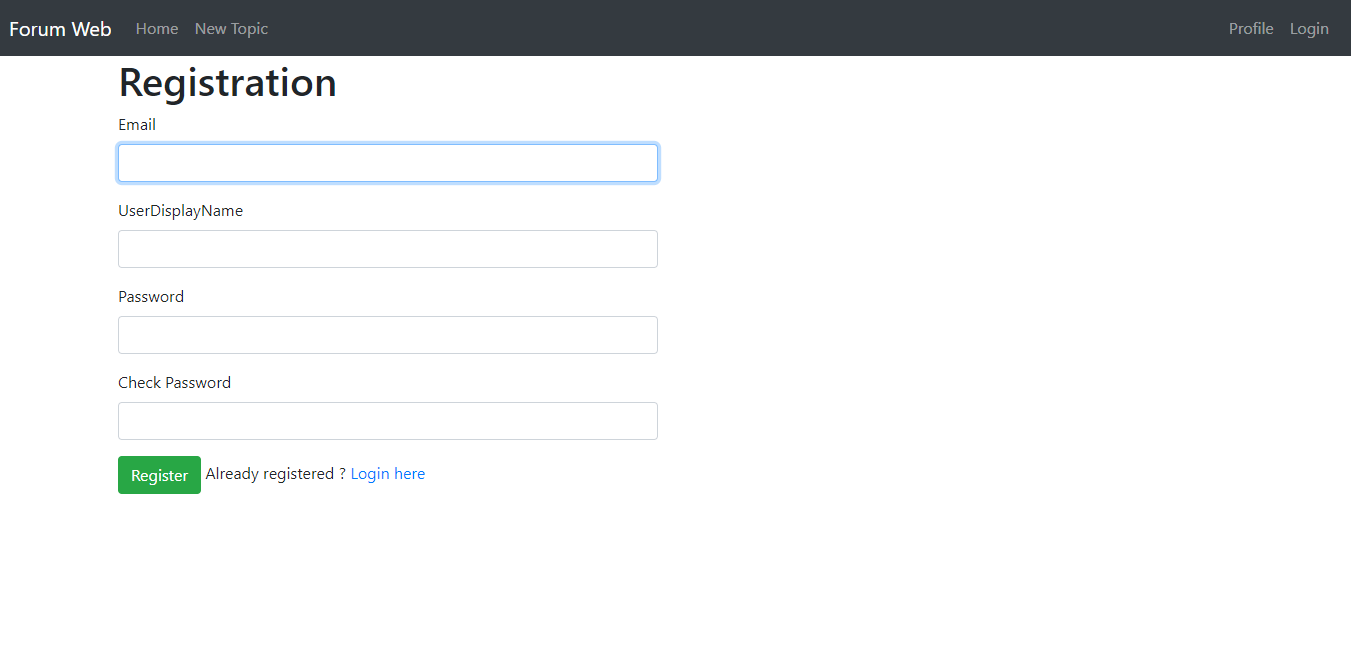 Forum Web Home New Topic Profile Login
Registration
Email
UserDisplayName
Password
Check Password
Register Already registered ? Login here